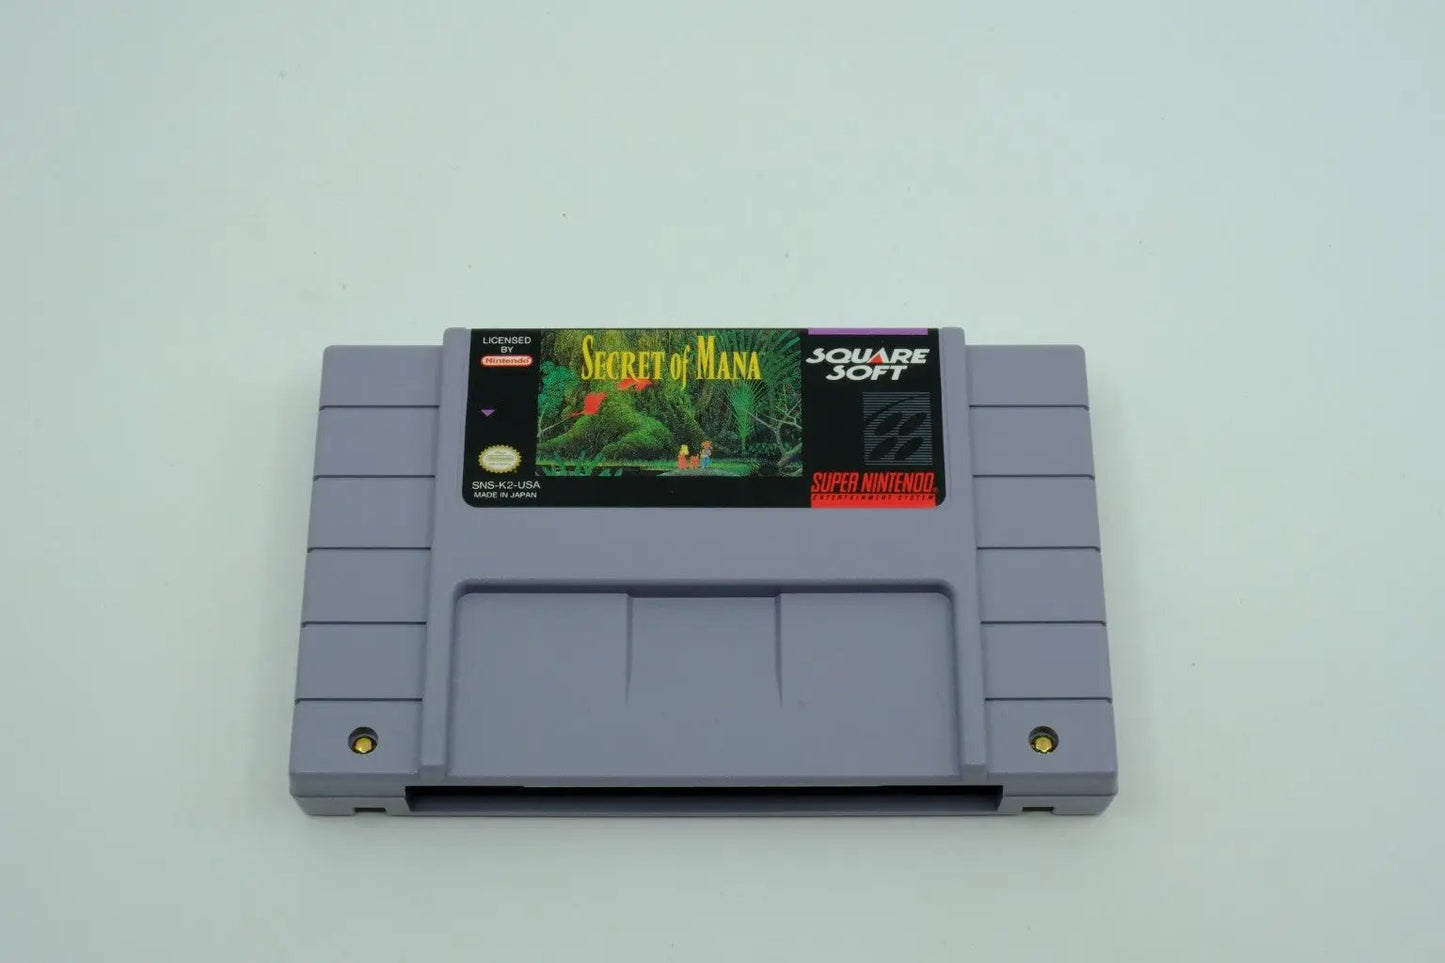 LICENSED
BY
Nintendo
SECRET of MANA
SQUARE
SOFT
SNS-K2-USA
MADE IN JAPAN
SUPER NINTENDO
ENTERTAINMENT SYSTEM